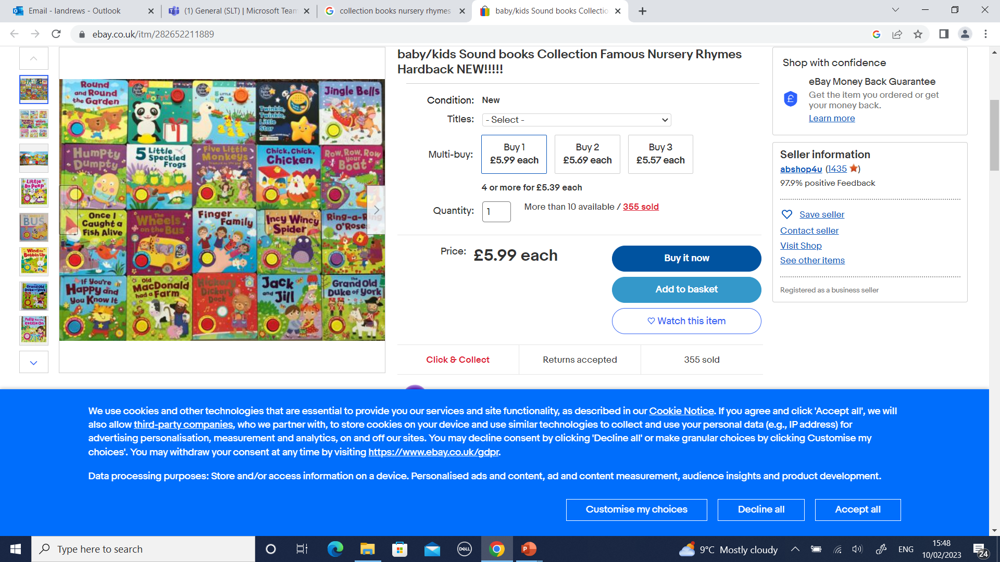 Email - landrews - Outlook
(1) General (SLT) | Microsoft Team
collection books nursery rhymes
baby/kids Sound books Collectio
ebay.co.uk/itm/282652211889
baby/kids Sound books Collection Famous Nursery Rhymes
Hardback NEW!!!!!
Condition: New
Titles: - Select -
Multi-buy:
Buy 1
£5.99 each
Buy 2
£5.69 each
Buy 3
£5.57 each
4 or more for £5.39 each
Quantity: 1
More than 10 available / 355 sold
Price: £5.99 each
Buy it now
Add to basket
Watch this item
Click & Collect
Returns accepted
355 sold
Shop with confidence
eBay Money Back Guarantee
Get the item you ordered or get
your money back.
Learn more
Seller information
abshop4u (1435)
97.9% positive Feedback
Save seller
Contact seller
Visit Shop
See other items
Registered as a business seller
Round
and Round
the Garden
THE
POTTY
SONG
5 LITTLE
DUCKS
Twinkle,
Twinkle,
Little
Star
Jingle Bells
Humpty
Dumpty
5 Little
Speckled
Frogs
Five Little
Monkeys
Chick, Chick,
Chicken
Row, Row, Row
your
Boat
Once I
Caught a
Fish Alive
The
Wheels
on the Bus
Finger
Family
Incy Wincy
Spider
Ring-a-Ring
O'Roses
If You're
Happy and
You Know It
Old
MacDonald
had a Farm
Hickory
Dickory
Dock
Jack
and Jill
The
Grand Old
Duke of York
Little
Bo Peep
BUS
Wind the
Bobbin Up
Grand Old
Duke of York
Polly Put the
Kettle On
We use cookies and other technologies that are essential to provide you our services and site functionality, as described in our Cookie Notice. If you agree and click 'Accept all', we will
also allow third-party companies, who we partner with, to store cookies on your device and use similar technologies to collect and use your personal data (e.g., IP address) for
advertising personalisation, measurement and analytics, on and off our sites. You may decline consent by clicking 'Decline all' or make granular choices by clicking Customise my
choices'. You may withdraw your consent at any time by visiting https://www.ebay.co.uk/gdpr.
Data processing purposes: Store and/or access information on a device. Personalised ads and content, ad and content measurement, audience insights and product development.
Customise my choices
Decline all
Accept all
Type here to search
DELL
9°C Mostly cloudy
ENG
15:48
10/02/2023
24